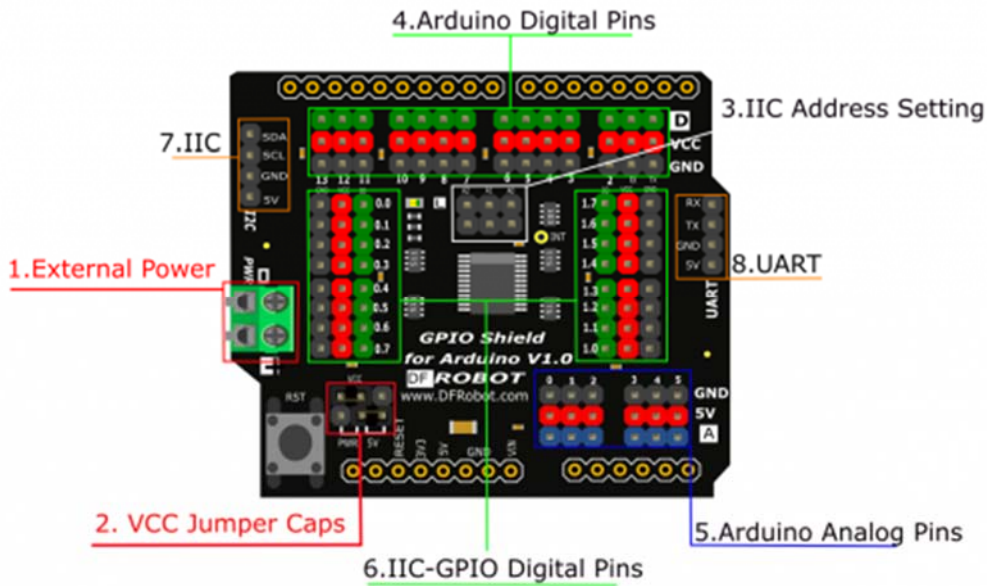 4.Arduino Digital Pins
3.IIC Address Setting
D
VCC
GND
7.IIC
SDA
SCL
GND
5V
I2C
13 12 11 10 9 8 7 6 5 4 3 2
0.0
0.1
0.2
0.3
0.4
0.5
0.6
0.7
L
INT
1.7
1.6
1.5
1.4
1.3
1.2
1.1
1.0
RX
TX
GND
5V
UART
8.UART
1.External Power
PWR
GPIO Shield
for Arduino V1.0
DF ROBOT
www.DFRobot.com
RST
VCC
PWR 5V
RESET
3V3
5V
GND
VIN
0 1 2 3 4 5
GND
5V
A
2. VCC Jumper Caps
5.Arduino Analog Pins
6.IIC-GPIO Digital Pins